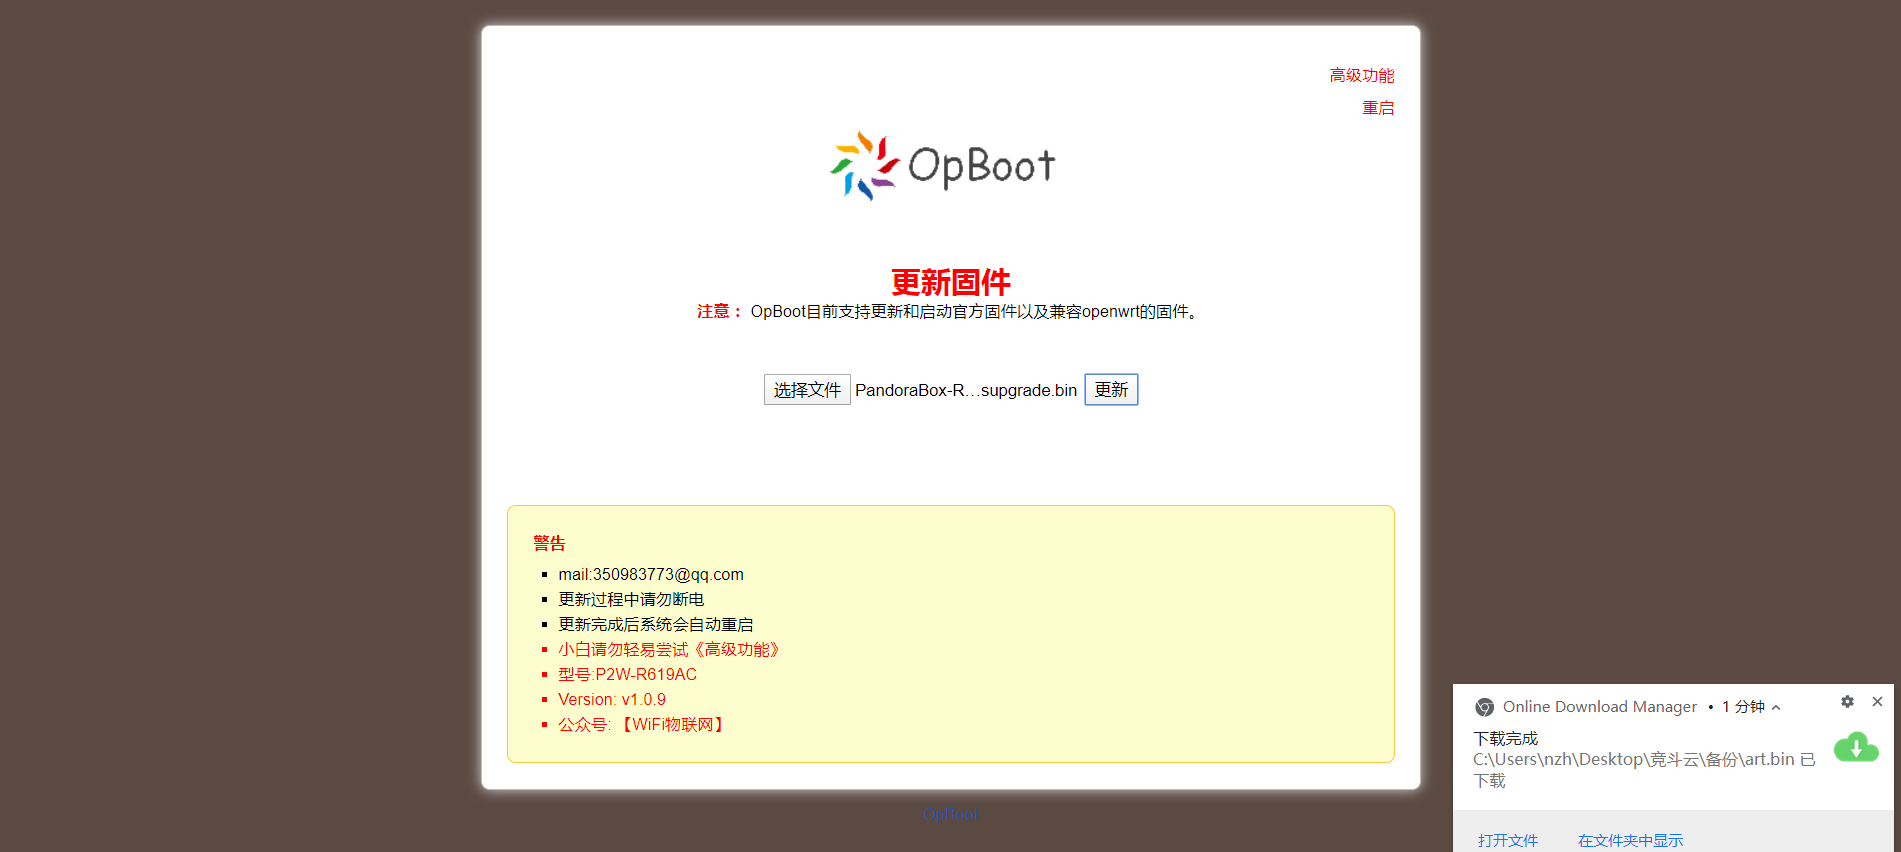 高级功能
重启
OpBoot
更新固件
注意： OpBoot目前支持更新和启动官方固件以及兼容openwrt的固件。
选择文件 PandoraBox-R…supgrade.bin 更新
警告
mail:350983773@qq.com
更新过程中请勿断电
更新完成后系统会自动重启
小白请勿轻易尝试《高级功能》
型号:P2W-R619AC
Version: v1.0.9
公众号: 【WiFi物联网】
OpBoot
Online Download Manager • 1 分钟
下载完成
C:\Users\nzh\Desktop\竞斗云\备份\art.bin 已
下载
打开文件 在文件夹中显示